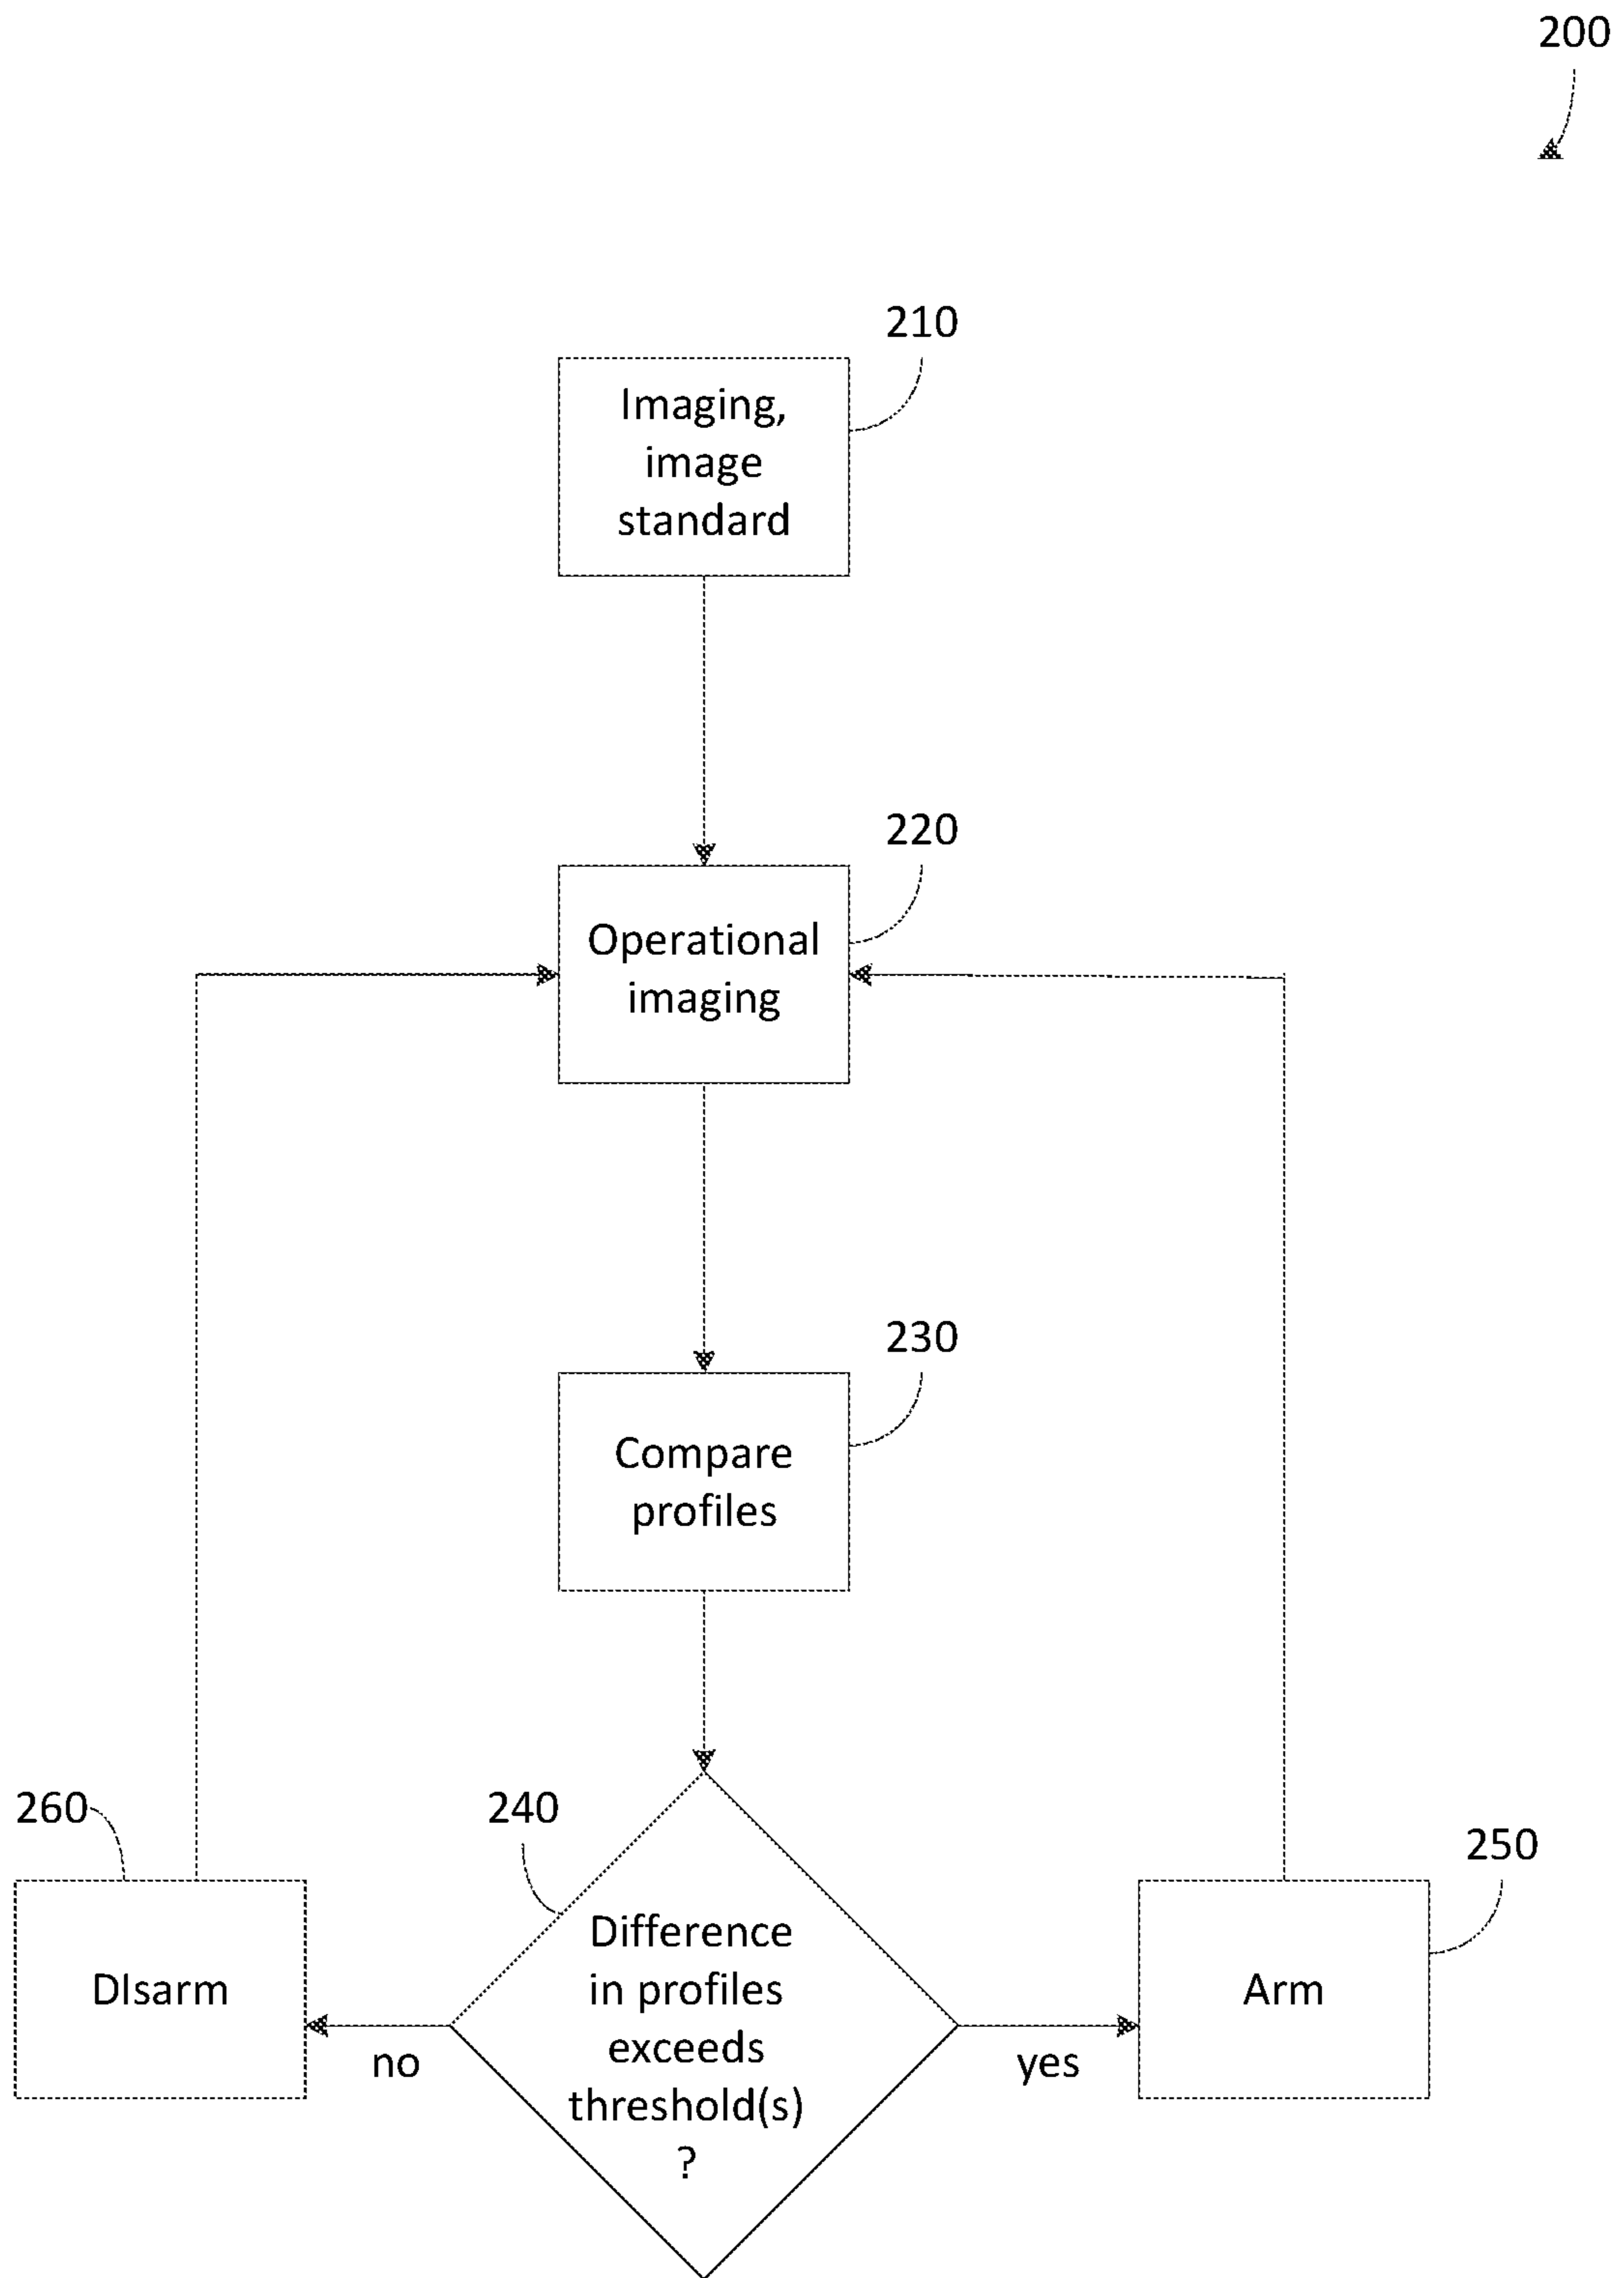 200
210
Imaging,
image
standard
220
Operational
imaging
230
Compare
profiles
260
240
250
Difference
in profiles
exceeds
threshold(s)
?
DIsarm
Arm
no
yes